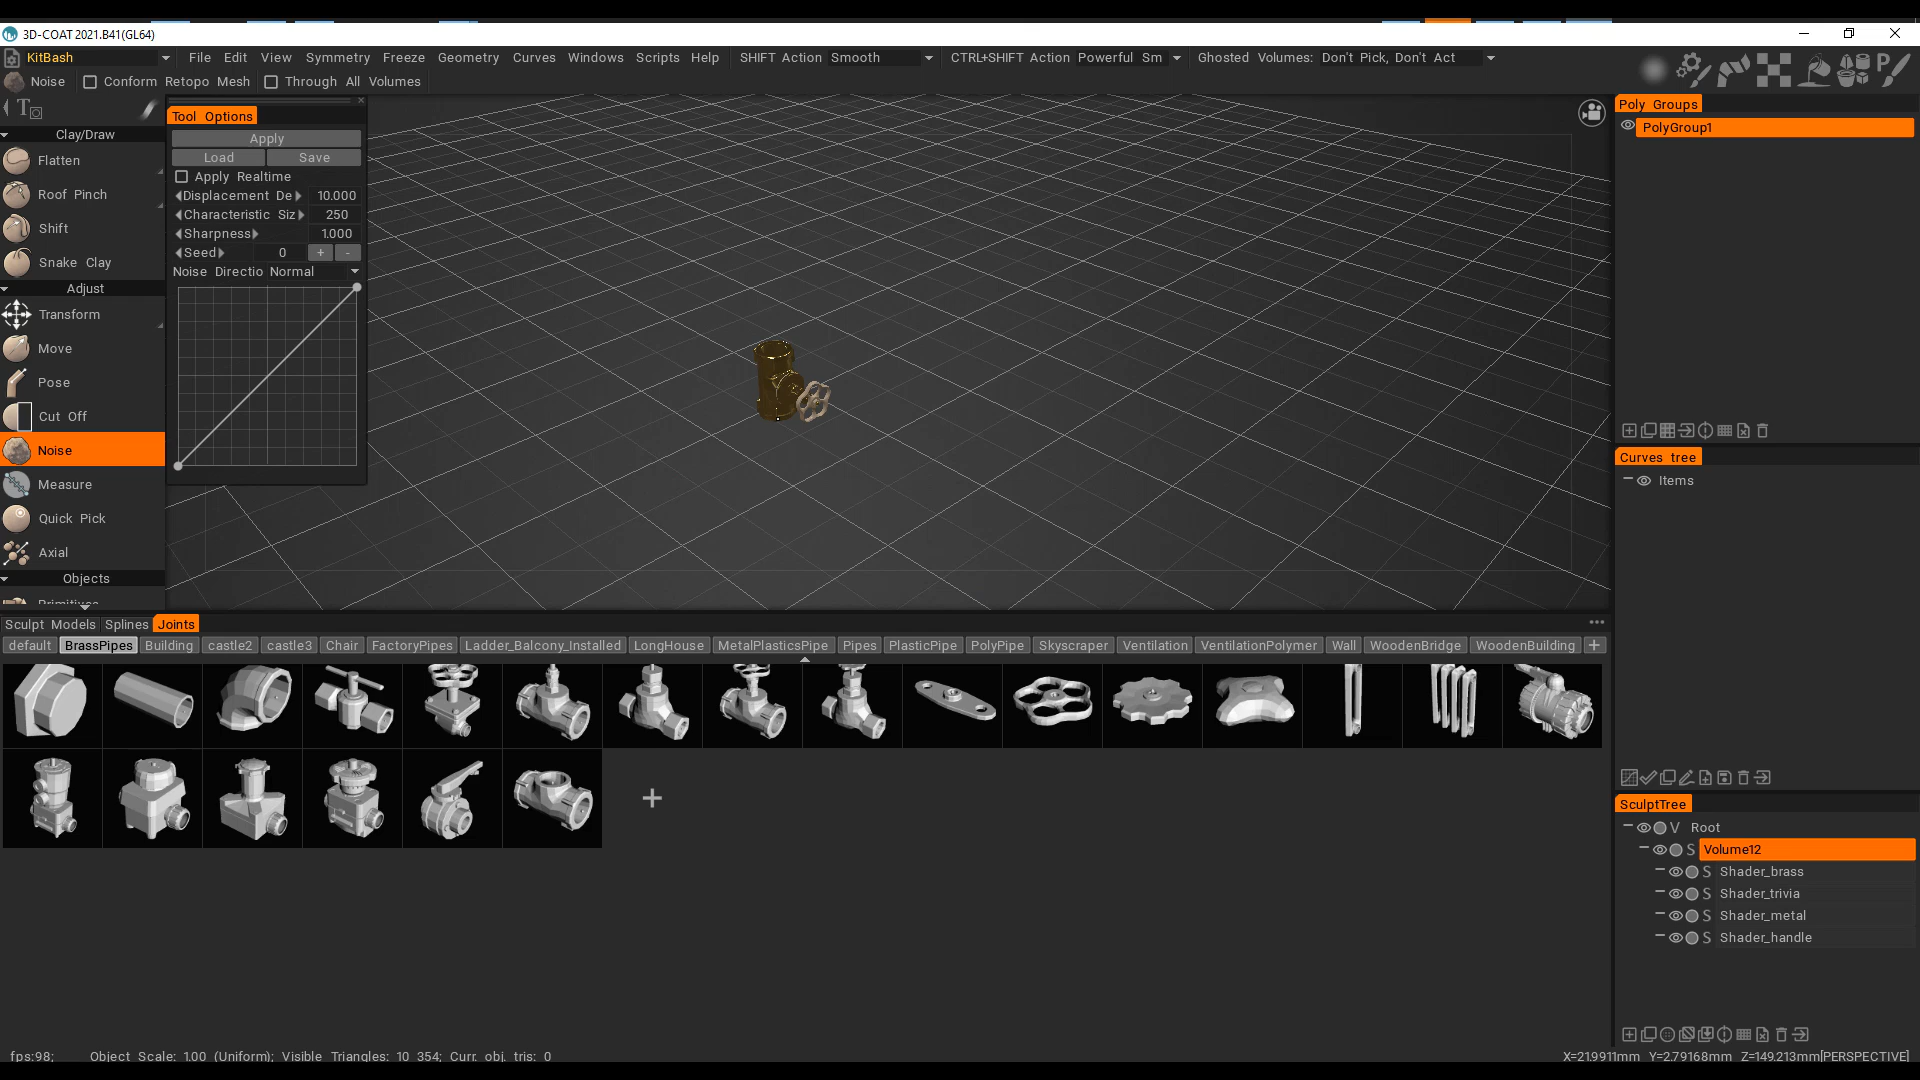 3D-COAT 2021.B41(GL64)
KitBash File Edit View Symmetry Freeze Geometry Curves Windows Scripts Help SHIFT Action Smooth CTRL+SHIFT Action Powerful Sm Ghosted Volumes: Don't Pick, Don't Act
Noise Conform Retopo Mesh Through All Volumes
Clay/Draw
Flatten
Roof Pinch
Shift
Snake Clay
Adjust
Transform
Move
Pose
Cut Off
Noise
Measure
Quick Pick
Axial
Objects
Primitives
Tool Options
Apply
Load Save
Apply Realtime
Displacement De 10.000
Characteristic Siz 250
Sharpness 1.000
Seed 0 + -
Noise Directio Normal
Poly Groups
PolyGroup1
Curves tree
Items
SculptTree
V Root
S Volume12
S Shader_brass
S Shader_trivia
S Shader_metal
S Shader_handle
Sculpt Models Splines Joints
default BrassPipes Building castle2 castle3 Chair FactoryPipes Ladder_Balcony_Installed LongHouse MetalPlasticsPipe Pipes PlasticPipe PolyPipe Skyscraper Ventilation VentilationPolymer Wall WoodenBridge WoodenBuilding +
fps:98; Object Scale: 1.00 (Uniform); Visible Triangles: 10 354; Curr. obj. tris: 0
X=21.9911mm Y=2.79168mm Z=149.213mm[PERSPECTIVE]